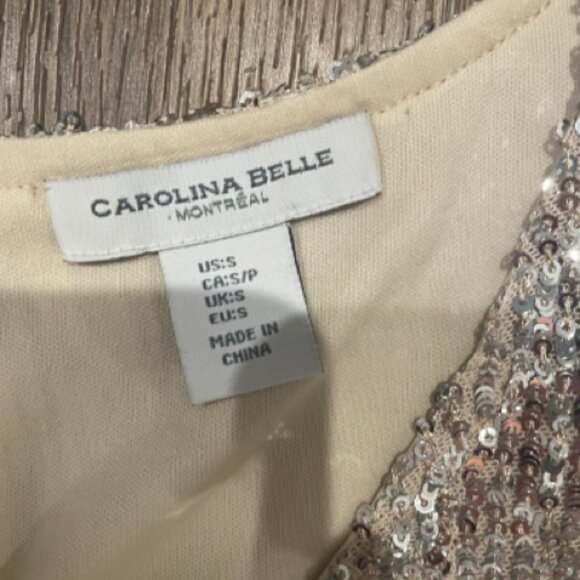 CAROLINA BELLE
MONTRÉAL
US:S
CA:S/P
UK:S
EU:S
MADE IN
CHINA